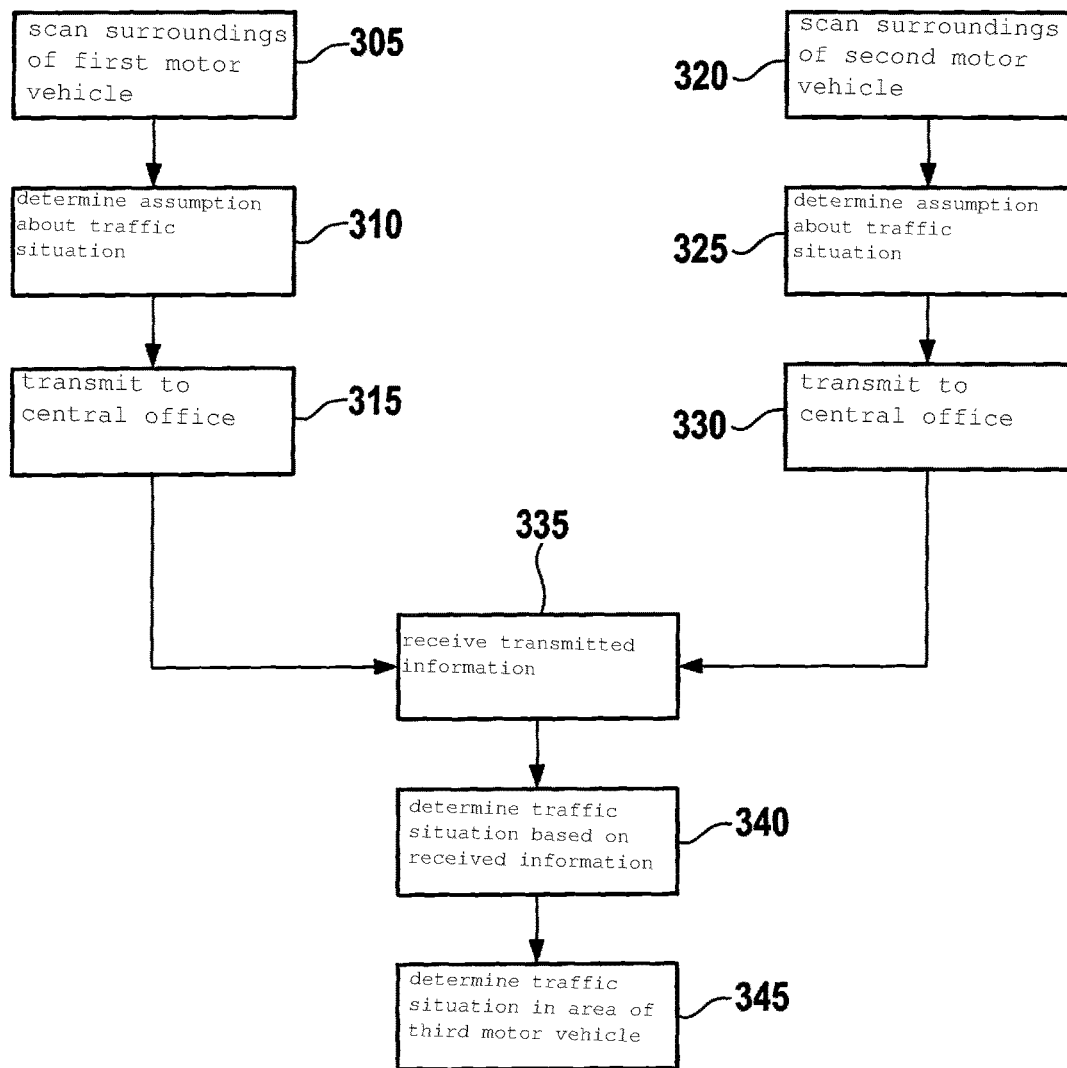 scan surroundings
of first motor
vehicle
305
determine assumption
about traffic
situation
310
transmit to
central office
315
scan surroundings
of second motor
vehicle
320
determine assumption
about traffic
situation
325
transmit to
central office
330
335
receive transmitted
information
determine traffic
situation based on
received information
340
determine traffic
situation in area of
third motor vehicle
345